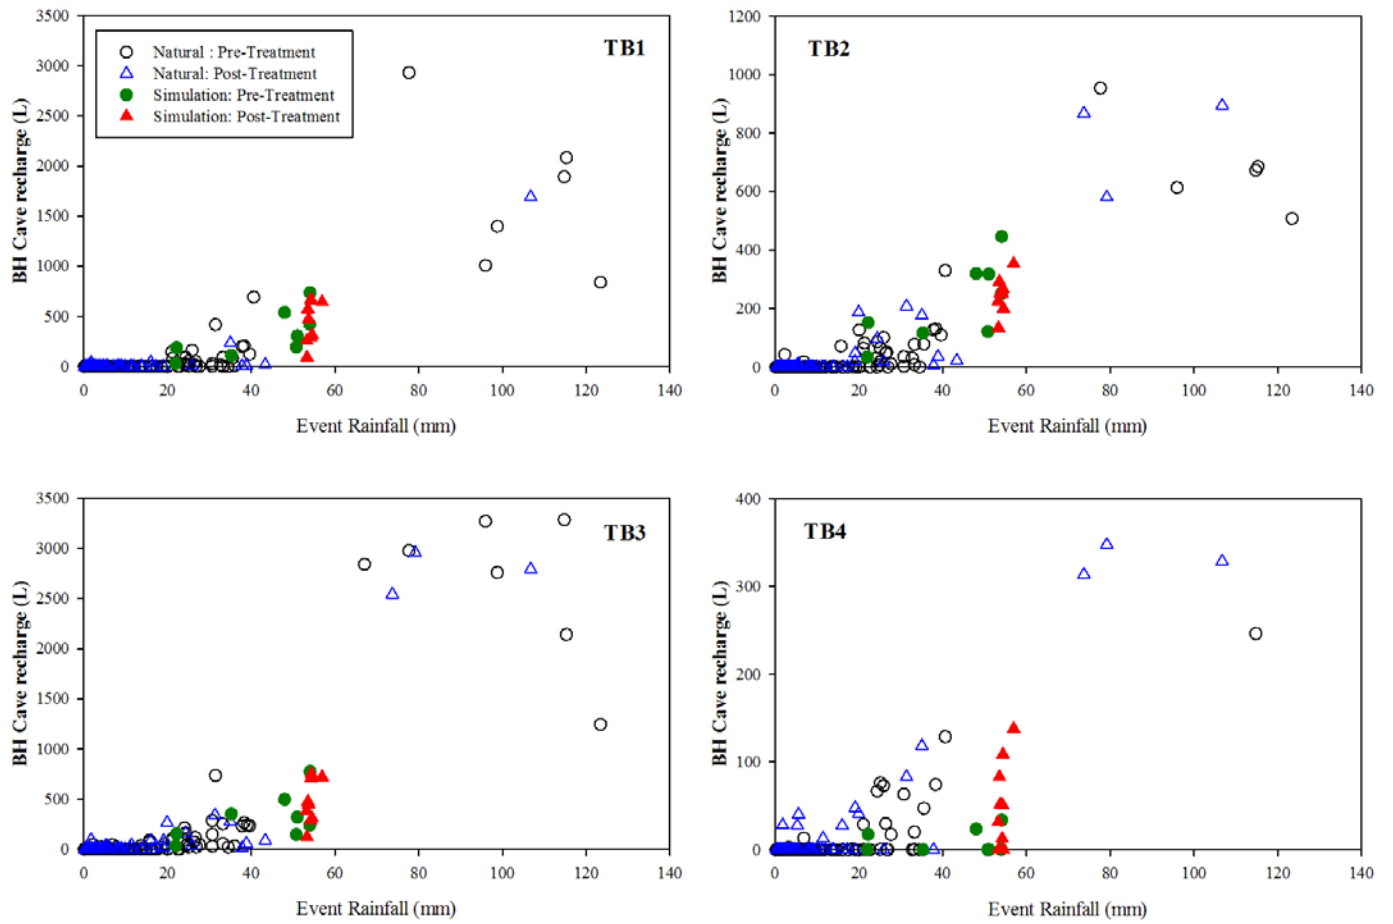 TB1
Natural : Pre-Treatment
Natural: Post-Treatment
Simulation: Pre-Treatment
Simulation: Post-Treatment
3500
3000
2500
2000
1500
1000
500
0
BH Cave recharge (L)
0 20 40 60 80 100 120 140
Event Rainfall (mm)
TB2
1200
1000
800
600
400
200
0
BH Cave recharge (L)
0 20 40 60 80 100 120 140
Event Rainfall (mm)
TB3
3500
3000
2500
2000
1500
1000
500
0
BH Cave recharge (L)
0 20 40 60 80 100 120 140
Event Rainfall (mm)
TB4
400
300
200
100
0
BH Cave recharge (L)
0 20 40 60 80 100 120 140
Event Rainfall (mm)